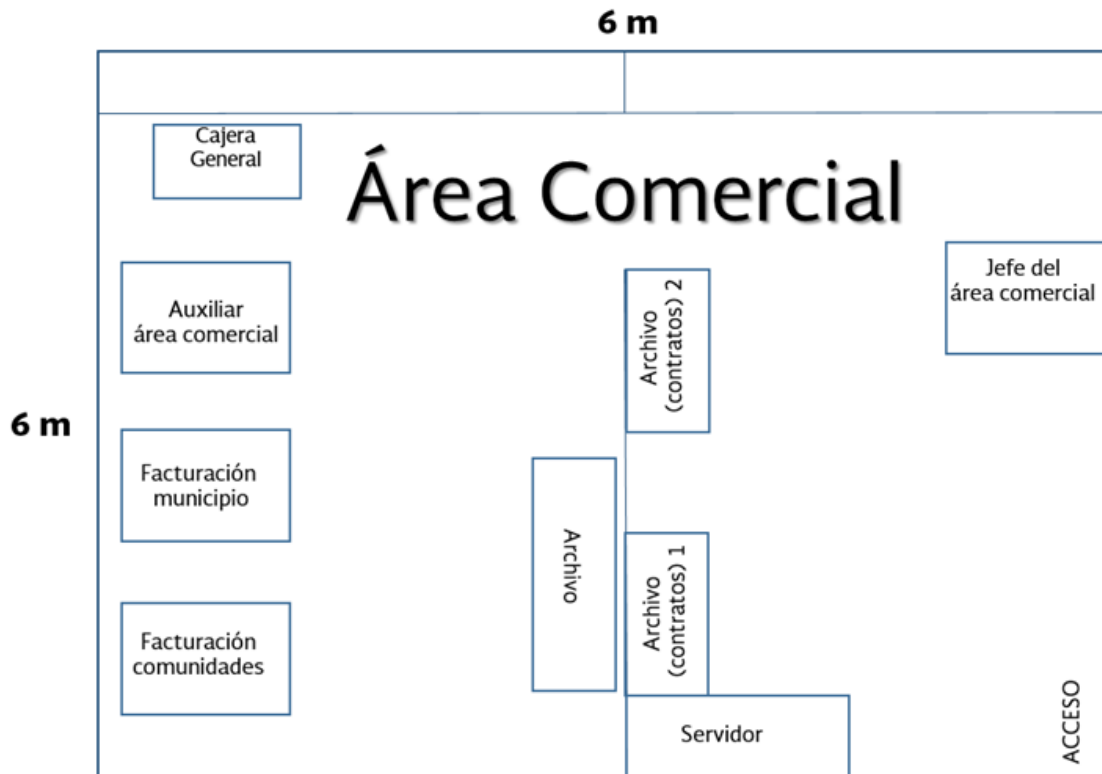 6 m
Cajera
General
Área Comercial
Jefe del
área comercial
Auxiliar
área comercial
Archivo
(contratos) 2
6 m
Facturación
municipio
Archivo
Archivo
(contratos) 1
Facturación
comunidades
Servidor
ACCESO